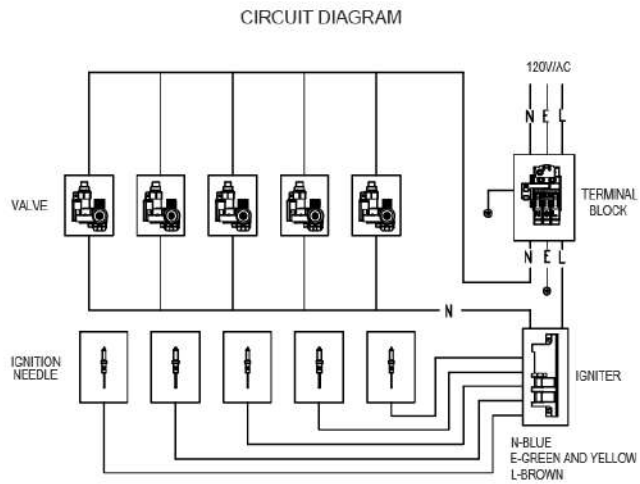 CIRCUIT DIAGRAM
120V/AC
N E L
VALVE
TERMINAL
BLOCK
N E L
N
IGNITION
NEEDLE
IGNITER
N-BLUE
E-GREEN AND YELLOW
L-BROWN